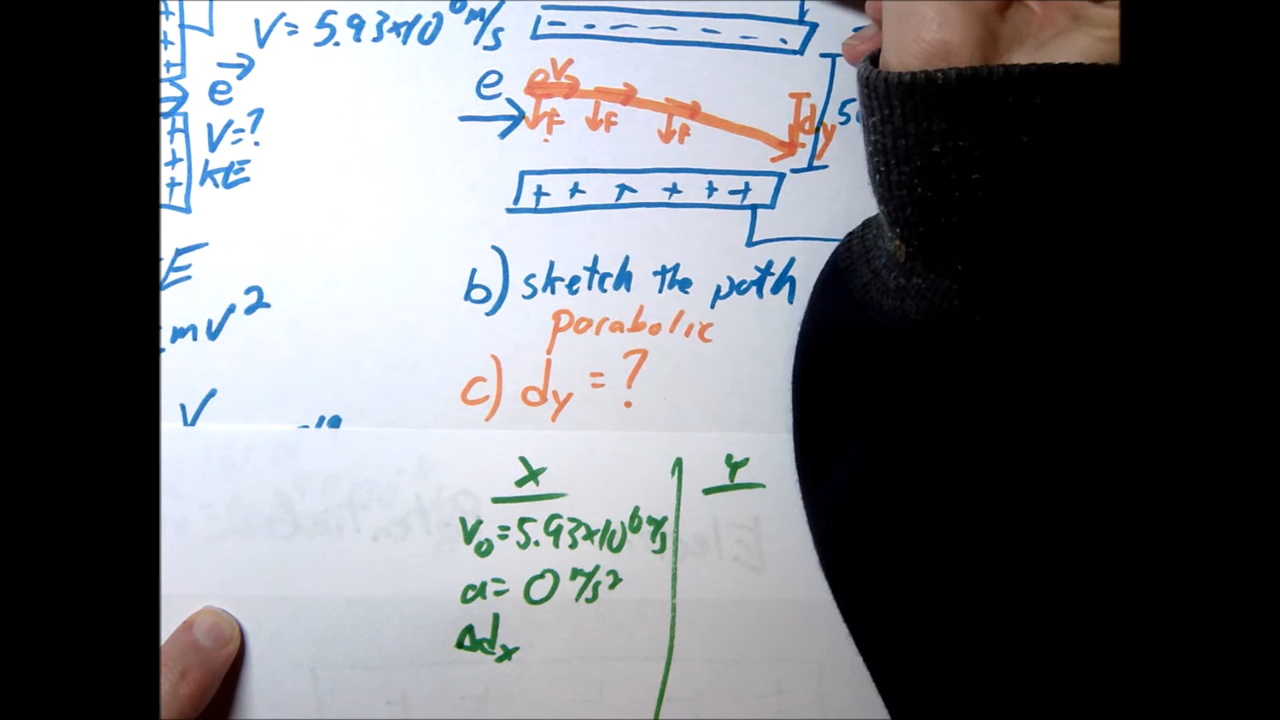 V = 5.93×10⁶ m/s
e
V=?
KE
E
mv²
V
e
v
F F F
dy
- - - - - - -
+ + + + + +
b) sketch the path
parabolic
c) dy = ?
X
Y
v₀=5.93×10⁶ m/s
a= 0 m/s²
Δdx